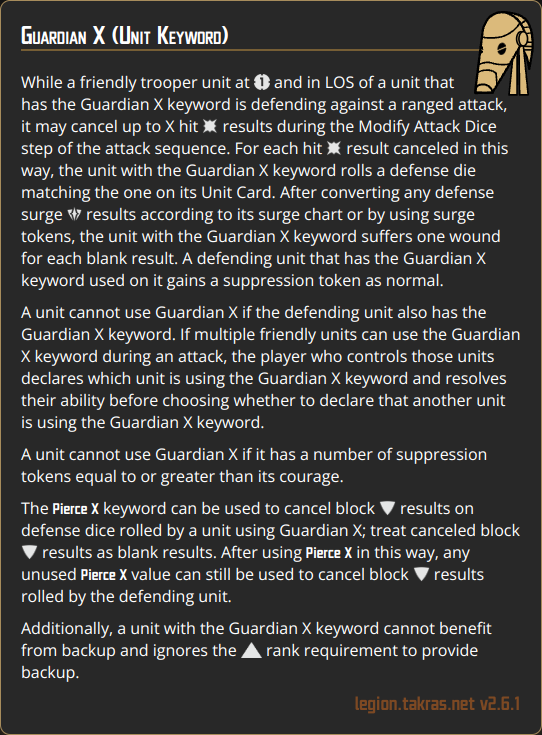 Guardian X (Unit Keyword)
While a friendly trooper unit at 1 and in LOS of a unit that
has the Guardian X keyword is defending against a ranged attack,
it may cancel up to X hit results during the Modify Attack Dice
step of the attack sequence. For each hit result canceled in this
way, the unit with the Guardian X keyword rolls a defense die
matching the one on its Unit Card. After converting any defense
surge results according to its surge chart or by using surge
tokens, the unit with the Guardian X keyword suffers one wound
for each blank result. A defending unit that has the Guardian X
keyword used on it gains a suppression token as normal.
A unit cannot use Guardian X if the defending unit also has the
Guardian X keyword. If multiple friendly units can use the Guardian
X keyword during an attack, the player who controls those units
declares which unit is using the Guardian X keyword and resolves
their ability before choosing whether to declare that another unit
is using the Guardian X keyword.
A unit cannot use Guardian X if it has a number of suppression
tokens equal to or greater than its courage.
The Pierce X keyword can be used to cancel block results on
defense dice rolled by a unit using Guardian X; treat canceled block
results as blank results. After using Pierce X in this way, any
unused Pierce X value can still be used to cancel block results
rolled by the defending unit.
Additionally, a unit with the Guardian X keyword cannot benefit
from backup and ignores the rank requirement to provide
backup.
legion.takras.net v2.6.1